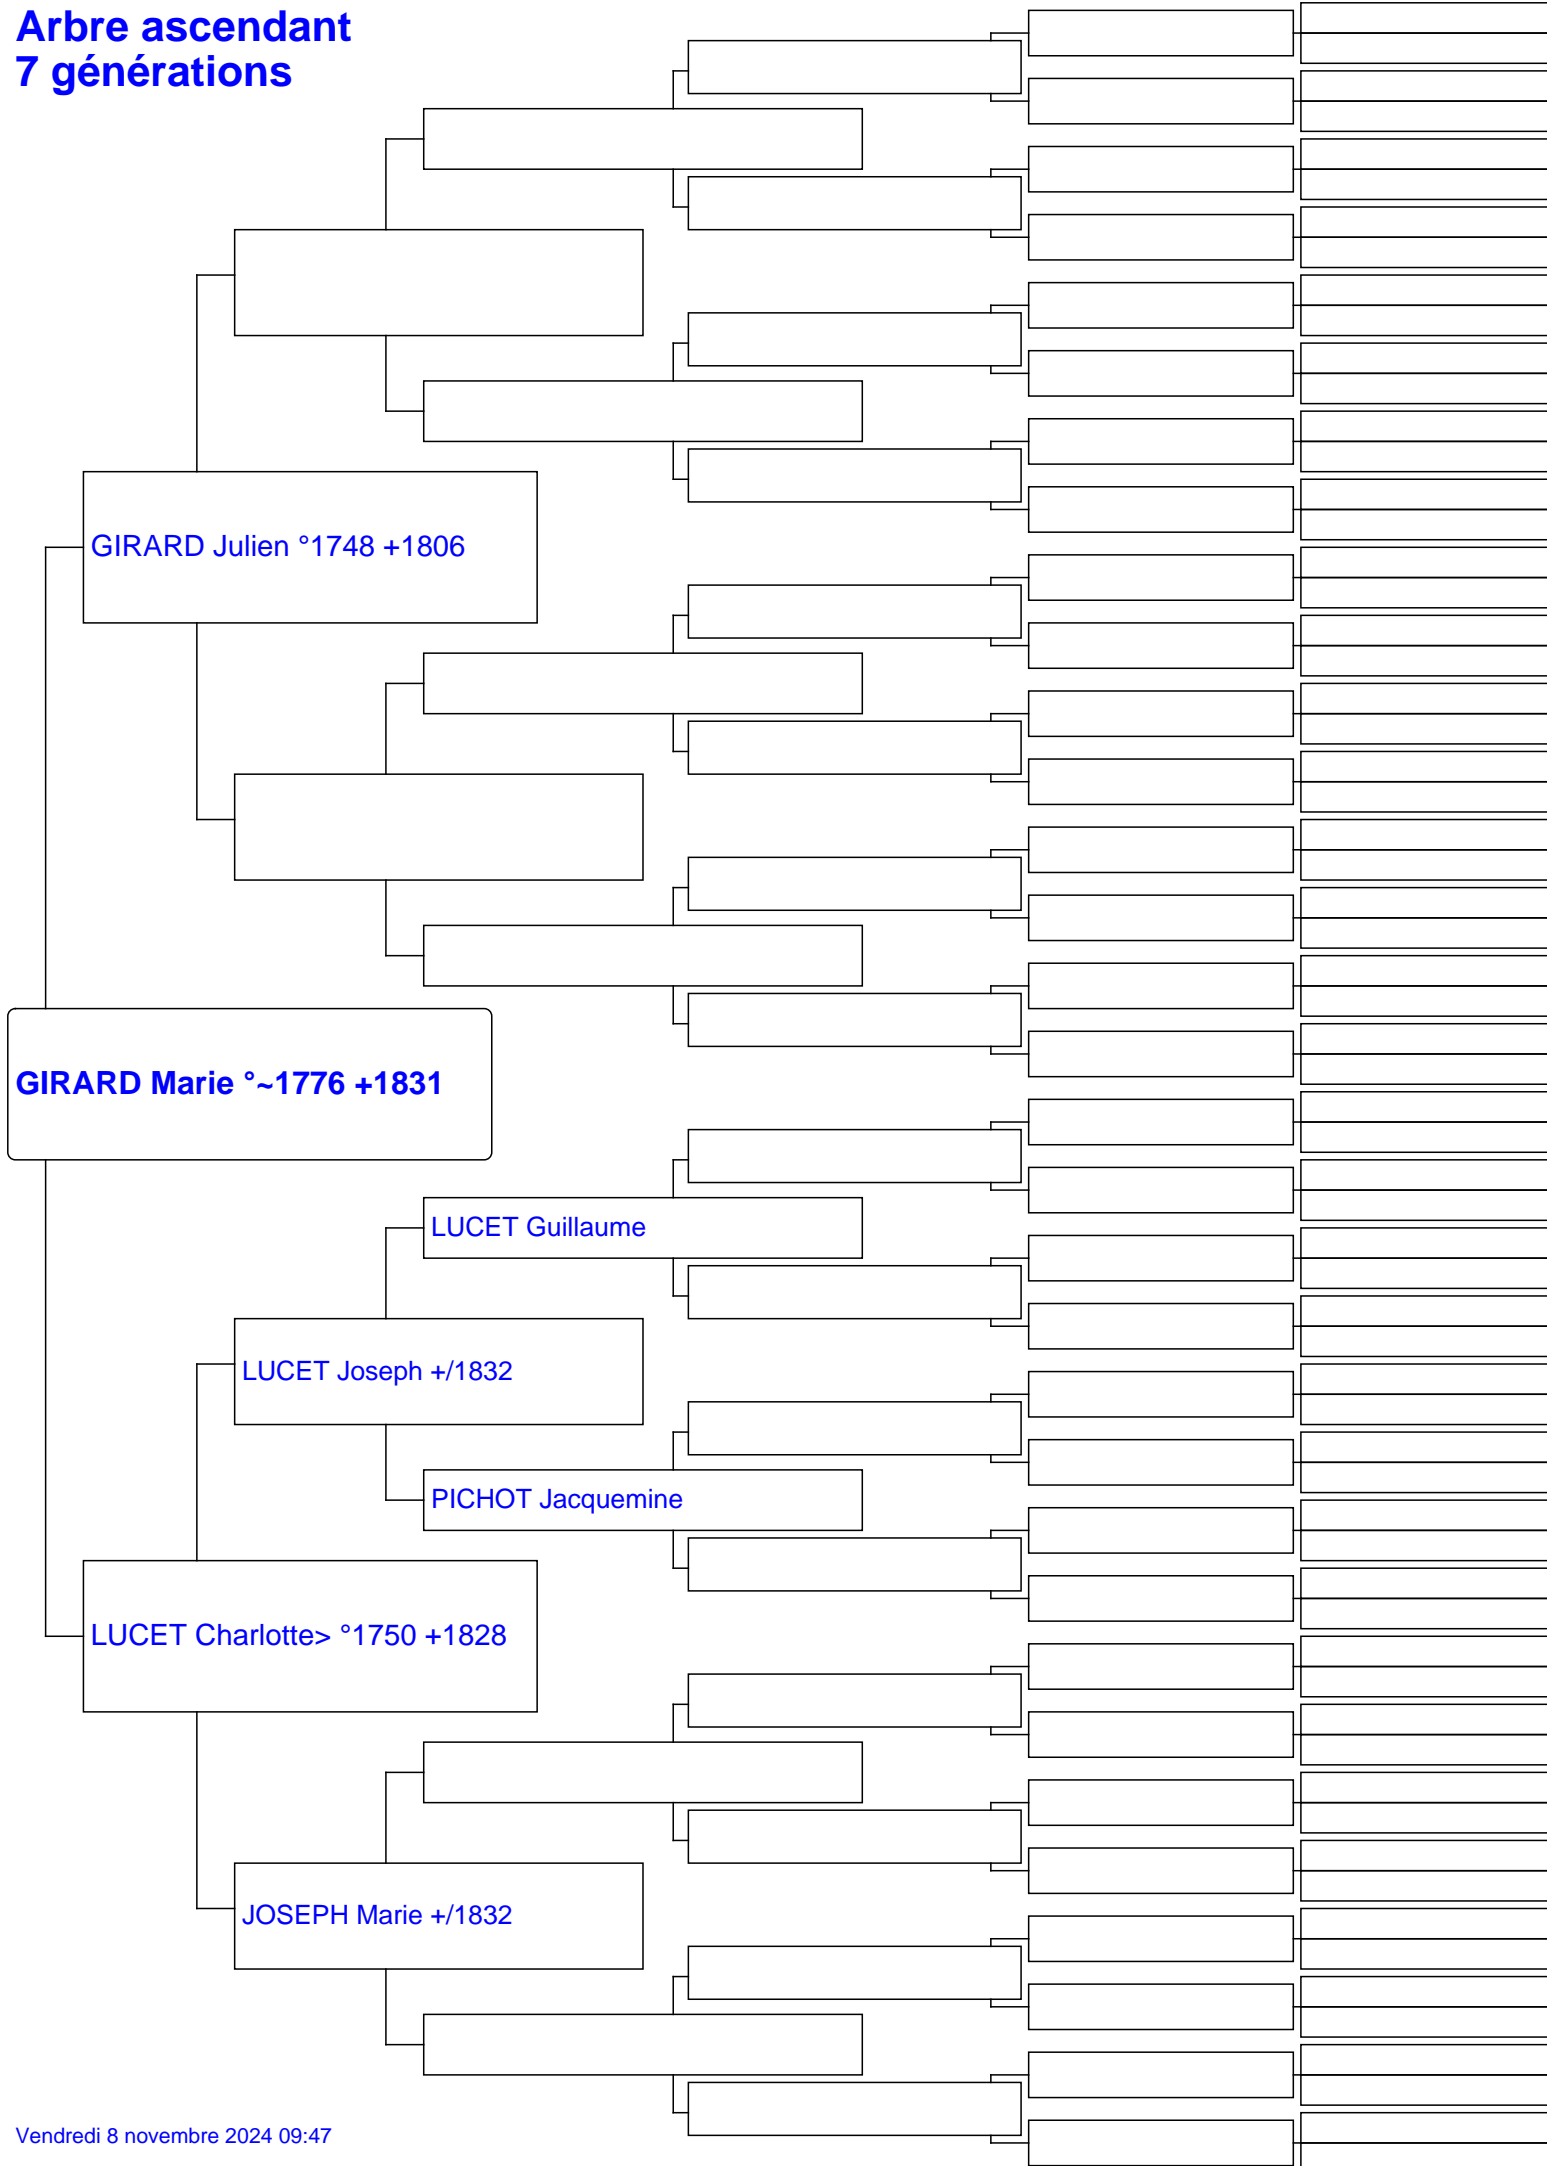 Arbre ascendant
7 générations
GIRARD Julien °1748 +1806
GIRARD Marie °~1776 +1831
LUCET Guillaume
LUCET Joseph +/1832
PICHOT Jacquemine
LUCET Charlotte> °1750 +1828
JOSEPH Marie +/1832
Vendredi 8 novembre 2024 09:47